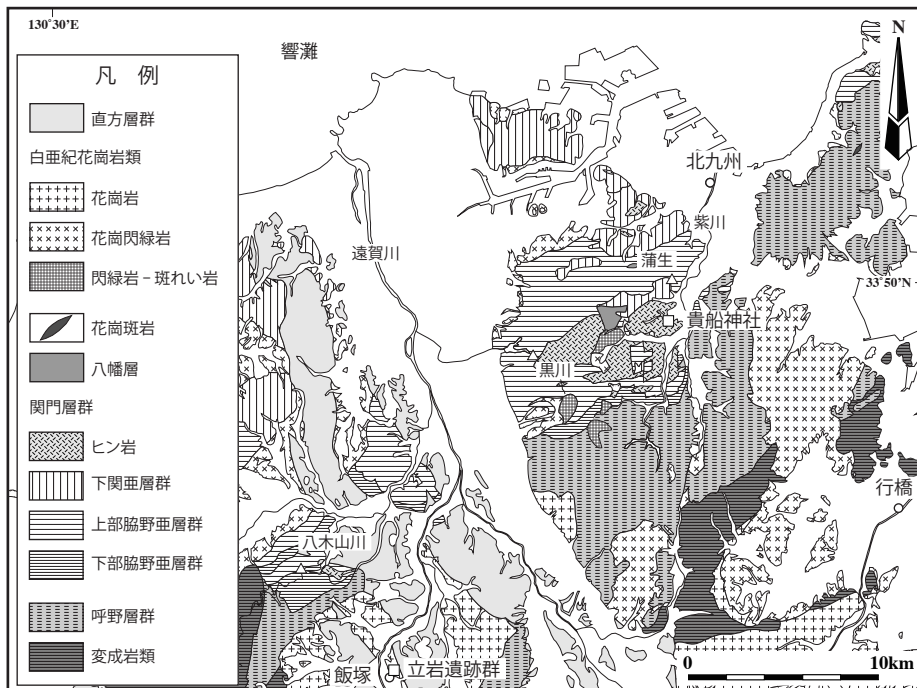 130°30'E
響灘
N
凡 例
直方層群
白亜紀花崗岩類
花崗岩
花崗閃緑岩
閃緑岩－斑れい岩
花崗斑岩
八幡層
関門層群
ヒン岩
下関亜層群
上部脇野亜層群
下部脇野亜層群
呼野層群
変成岩類
北九州
紫川
遠賀川
蒲生
33°50'N
貴船神社
黒川
行橋
八木山川
飯塚
立岩遺跡群
0
10km